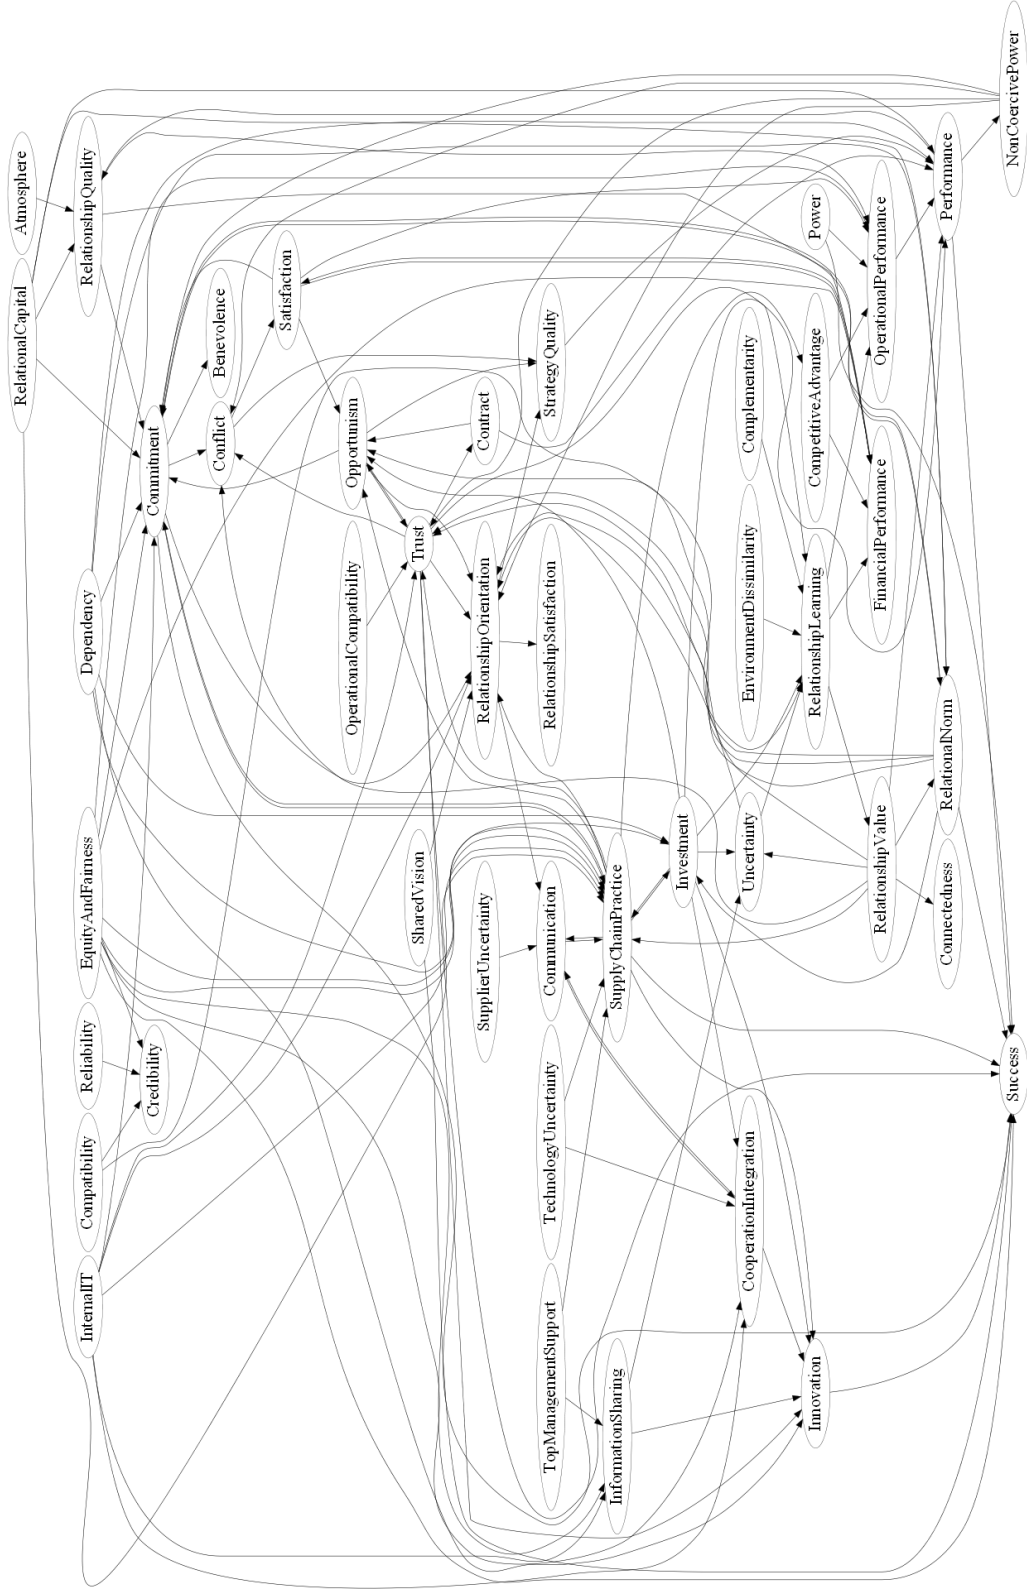 RelationalCapital
Atmosphere
InternalIT
Compatibility
Reliability
EquityAndFairness
Dependency
RelationshipQuality
Credibility
Commitment
Conflict
Benevolence
Satisfaction
OperationalCompatibility
Opportunism
SharedVision
Trust
SupplierUncertainty
RelationshipOrientation
Contract
TopManagementSupport
TechnologyUncertainty
Communication
RelationshipSatisfaction
StrategyQuality
InformationSharing
SupplyChainPractice
Investment
CooperationIntegration
Uncertainty
EnvironmentDissimilarity
Complementarity
Innovation
RelationshipLearning
CompetitiveAdvantage
Power
RelationshipValue
FinancialPerformance
OperationalPerformance
Connectedness
RelationalNorm
Performance
Success
NonCoercivePower